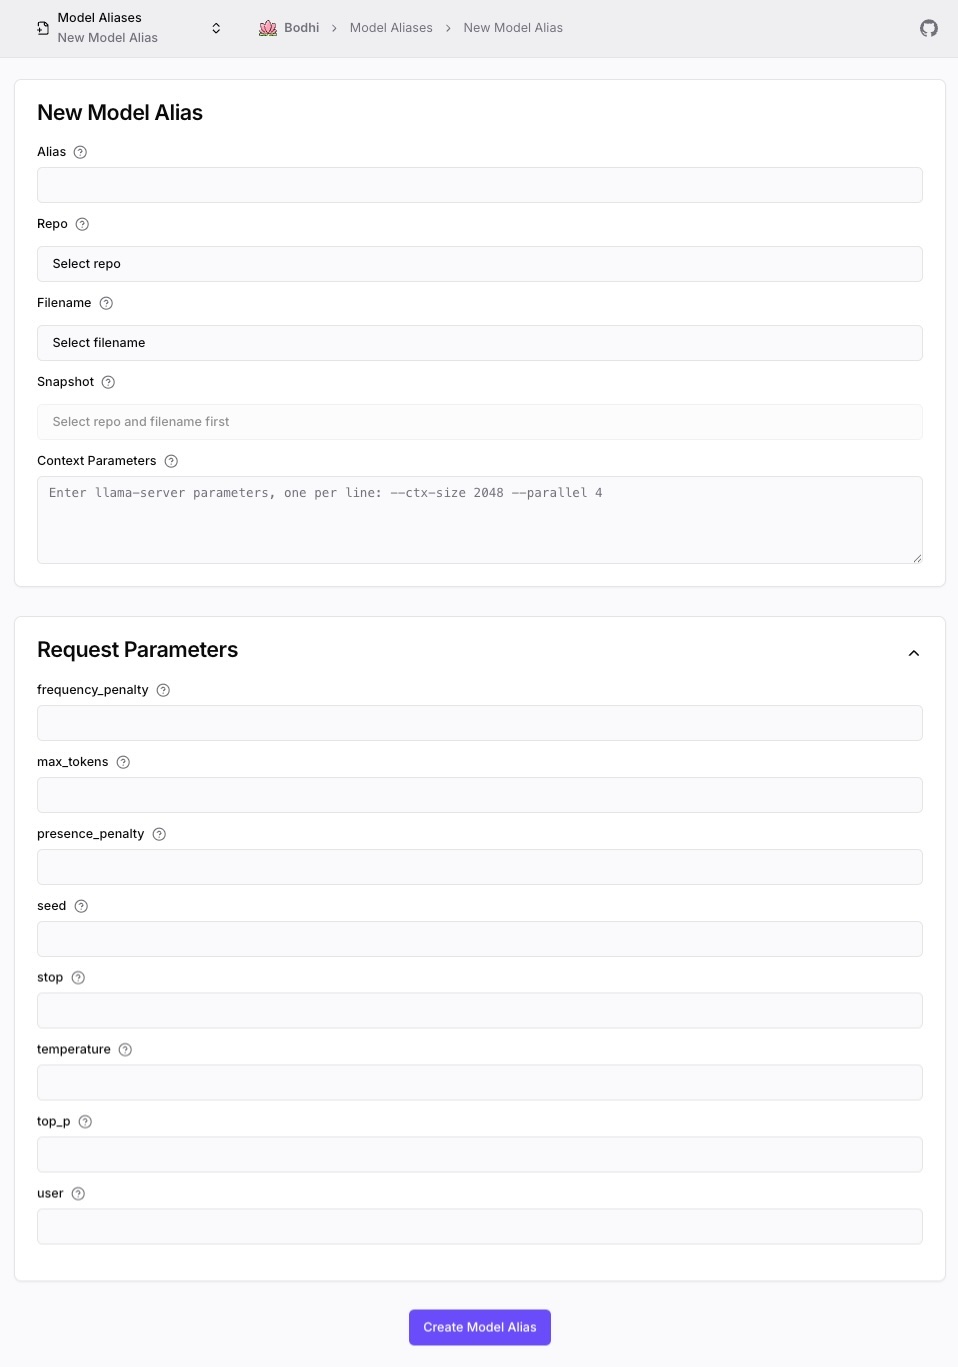 Model Aliases
New Model Alias
Bodhi > Model Aliases > New Model Alias
New Model Alias
Alias
Repo
Select repo
Filename
Select filename
Snapshot
Select repo and filename first
Context Parameters
Enter llama-server parameters, one per line: --ctx-size 2048 --parallel 4
Request Parameters
frequency_penalty
max_tokens
presence_penalty
seed
stop
temperature
top_p
user
Create Model Alias